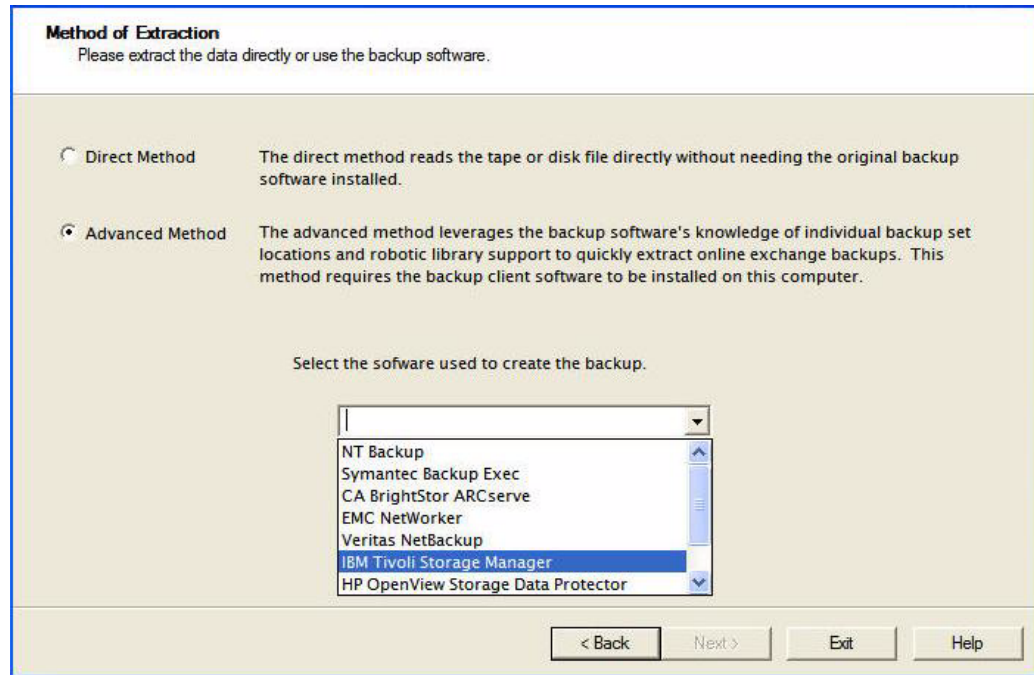 Method of Extraction
Please extract the data directly or use the backup software.
Direct Method
The direct method reads the tape or disk file directly without needing the original backup
software installed.
Advanced Method
The advanced method leverages the backup software's knowledge of individual backup set
locations and robotic library support to quickly extract online exchange backups. This
method requires the backup client software to be installed on this computer.
Select the sofware used to create the backup.
NT Backup
Symantec Backup Exec
CA BrightStor ARCserve
EMC NetWorker
Veritas NetBackup
IBM Tivoli Storage Manager
HP OpenView Storage Data Protector
< Back
Next >
Exit
Help